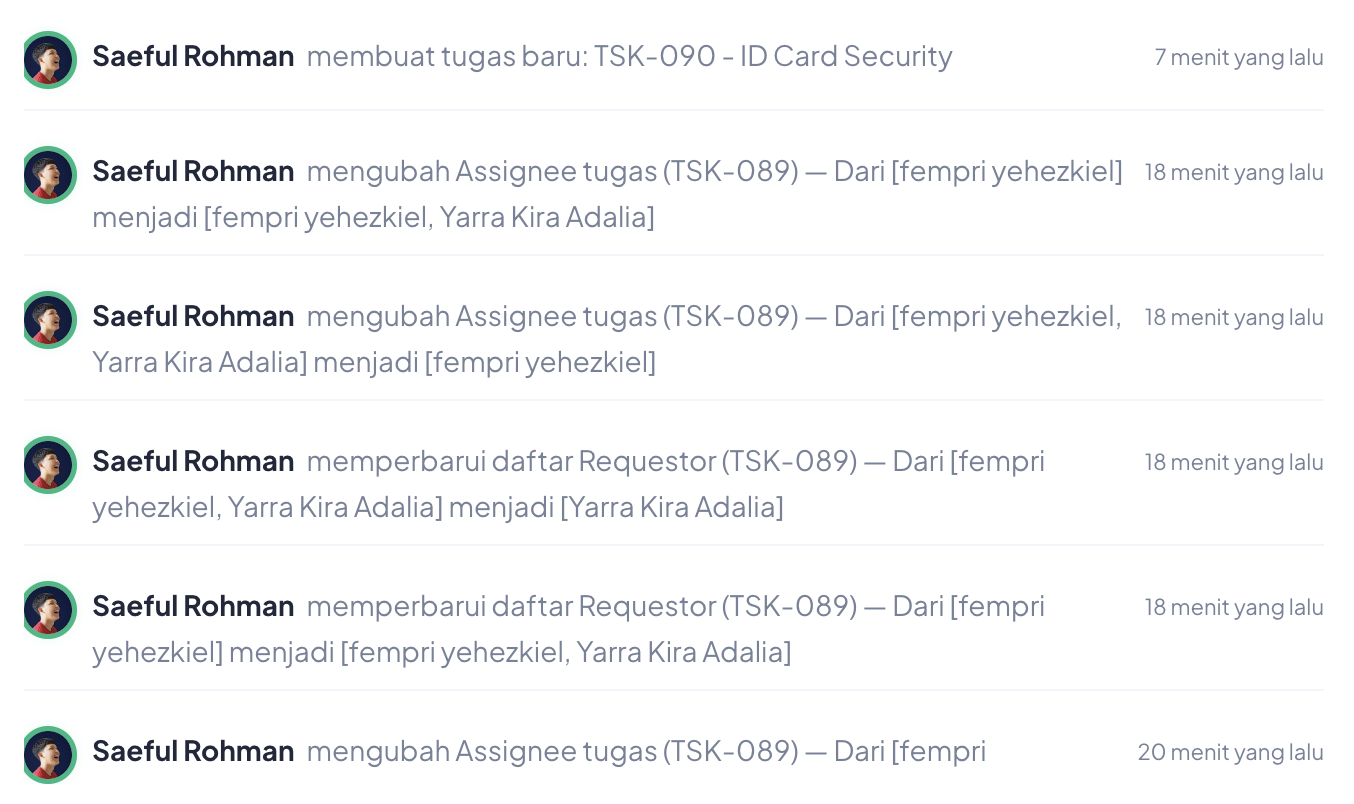 Saeful Rohman membuat tugas baru: TSK-090 - ID Card Security 7 menit yang lalu
Saeful Rohman mengubah Assignee tugas (TSK-089) — Dari [fempri yehezkiel] 18 menit yang lalu
menjadi [fempri yehezkiel, Yarra Kira Adalia]
Saeful Rohman mengubah Assignee tugas (TSK-089) — Dari [fempri yehezkiel, 18 menit yang lalu
Yarra Kira Adalia] menjadi [fempri yehezkiel]
Saeful Rohman memperbarui daftar Requestor (TSK-089) — Dari [fempri 18 menit yang lalu
yehezkiel, Yarra Kira Adalia] menjadi [Yarra Kira Adalia]
Saeful Rohman memperbarui daftar Requestor (TSK-089) — Dari [fempri 18 menit yang lalu
yehezkiel] menjadi [fempri yehezkiel, Yarra Kira Adalia]
Saeful Rohman mengubah Assignee tugas (TSK-089) — Dari [fempri 20 menit yang lalu